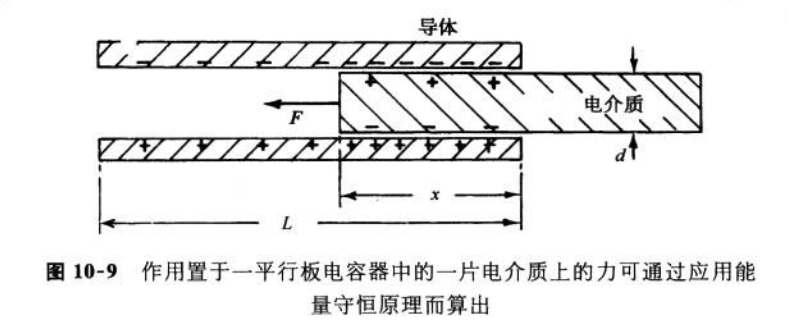 导体
- - - - - - - - - - - -
+ + +
电介质
F
- - -
+ + + + + + + + + +
d
x
L
图 10-9 作用置于一平行板电容器中的一片电介质上的力可通过应用能
量守恒原理而算出